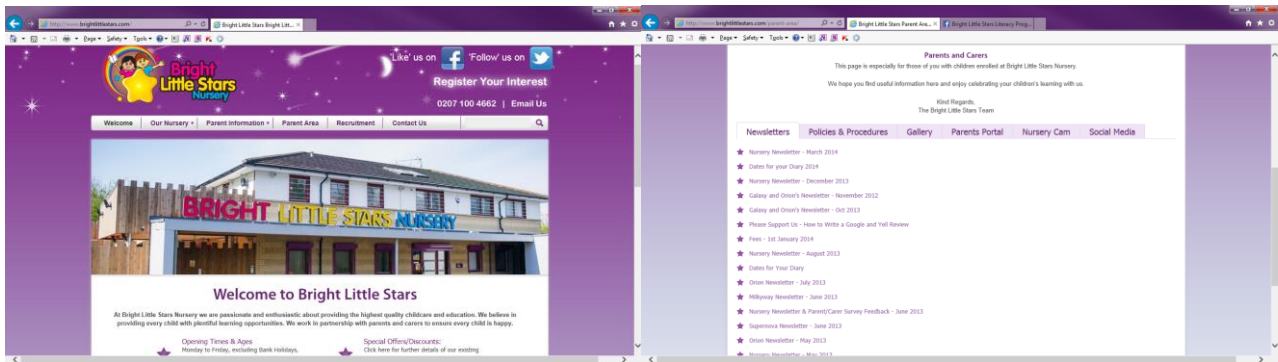 http://www.brightlittlestars.com/
Bright Little Stars Bright Litt...
Page
Safety
Tools
Bright
Little Stars
Nursery
'Like' us on
'Follow' us on
Register Your Interest
0207 100 4662 | Email Us
Welcome
Our Nursery
Parent Information
Parent Area
Recruitment
Contact Us
BRIGHT LITTLE STARS NURSERY
Welcome to Bright Little Stars
At Bright Little Stars Nursery we are passionate and enthusiastic about providing the highest quality childcare and education. We believe in
providing every child with plentiful learning opportunities. We work in partnership with parents and carers to ensure every child is happy.
Opening Times & Ages
Monday to Friday, excluding Bank Holidays,
Special Offers/Discounts:
Click here for further details of our existing
http://www.brightlittlestars.com/parent-area/
Bright Little Stars Parent Are...
Bright Little Stars Literacy Prog...
Page
Safety
Tools
Parents and Carers
This page is especially for those of you with children enrolled at Bright Little Stars Nursery.
We hope you find useful information here and enjoy celebrating your children's learning with us.
Kind Regards,
The Bright Little Stars Team
Newsletters
Policies & Procedures
Gallery
Parents Portal
Nursery Cam
Social Media
Nursery Newsletter - March 2014
Dates for your Diary 2014
Nursery Newsletter - December 2013
Galaxy and Orion's Newsletter - November 2012
Galaxy and Orion's Newsletter - Oct 2013
Please Support Us - How to Write a Google and Yell Review
Fees - 1st January 2014
Nursery Newsletter - August 2013
Dates for Your Diary
Orion Newsletter - July 2013
Milkyway Newsletter - June 2013
Nursery Newsletter & Parent/Carer Survey Feedback - June 2013
Supernova Newsletter - June 2013
Orion Newsletter - May 2013
Nursery Newsletter - May 2013